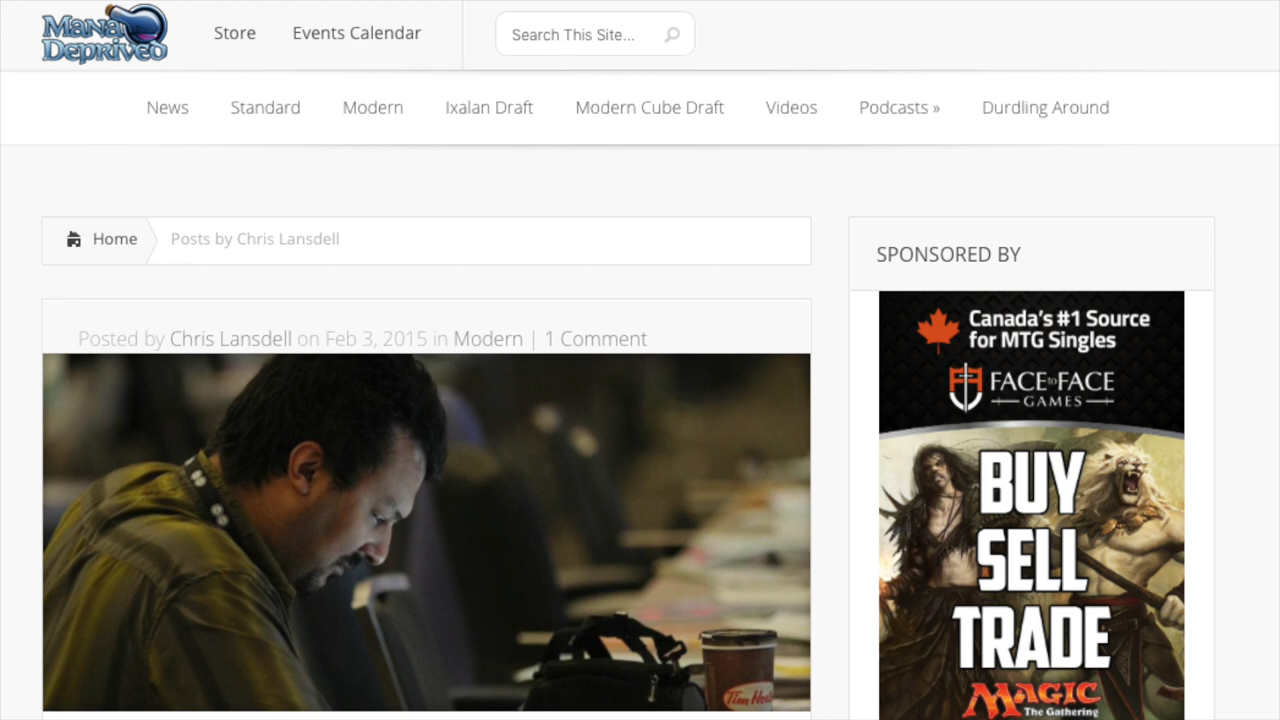 Mana
Deprived
Store
Events Calendar
Search This Site...
News
Standard
Modern
Ixalan Draft
Modern Cube Draft
Videos
Podcasts »
Durdling Around
Home
Posts by Chris Lansdell
SPONSORED BY
Posted by Chris Lansdell on Feb 3, 2015 in Modern | 1 Comment
Canada's #1 Source
for MTG Singles
FACE to FACE
GAMES
BUY
SELL
TRADE
MAGIC
The Gathering
Tim Hor